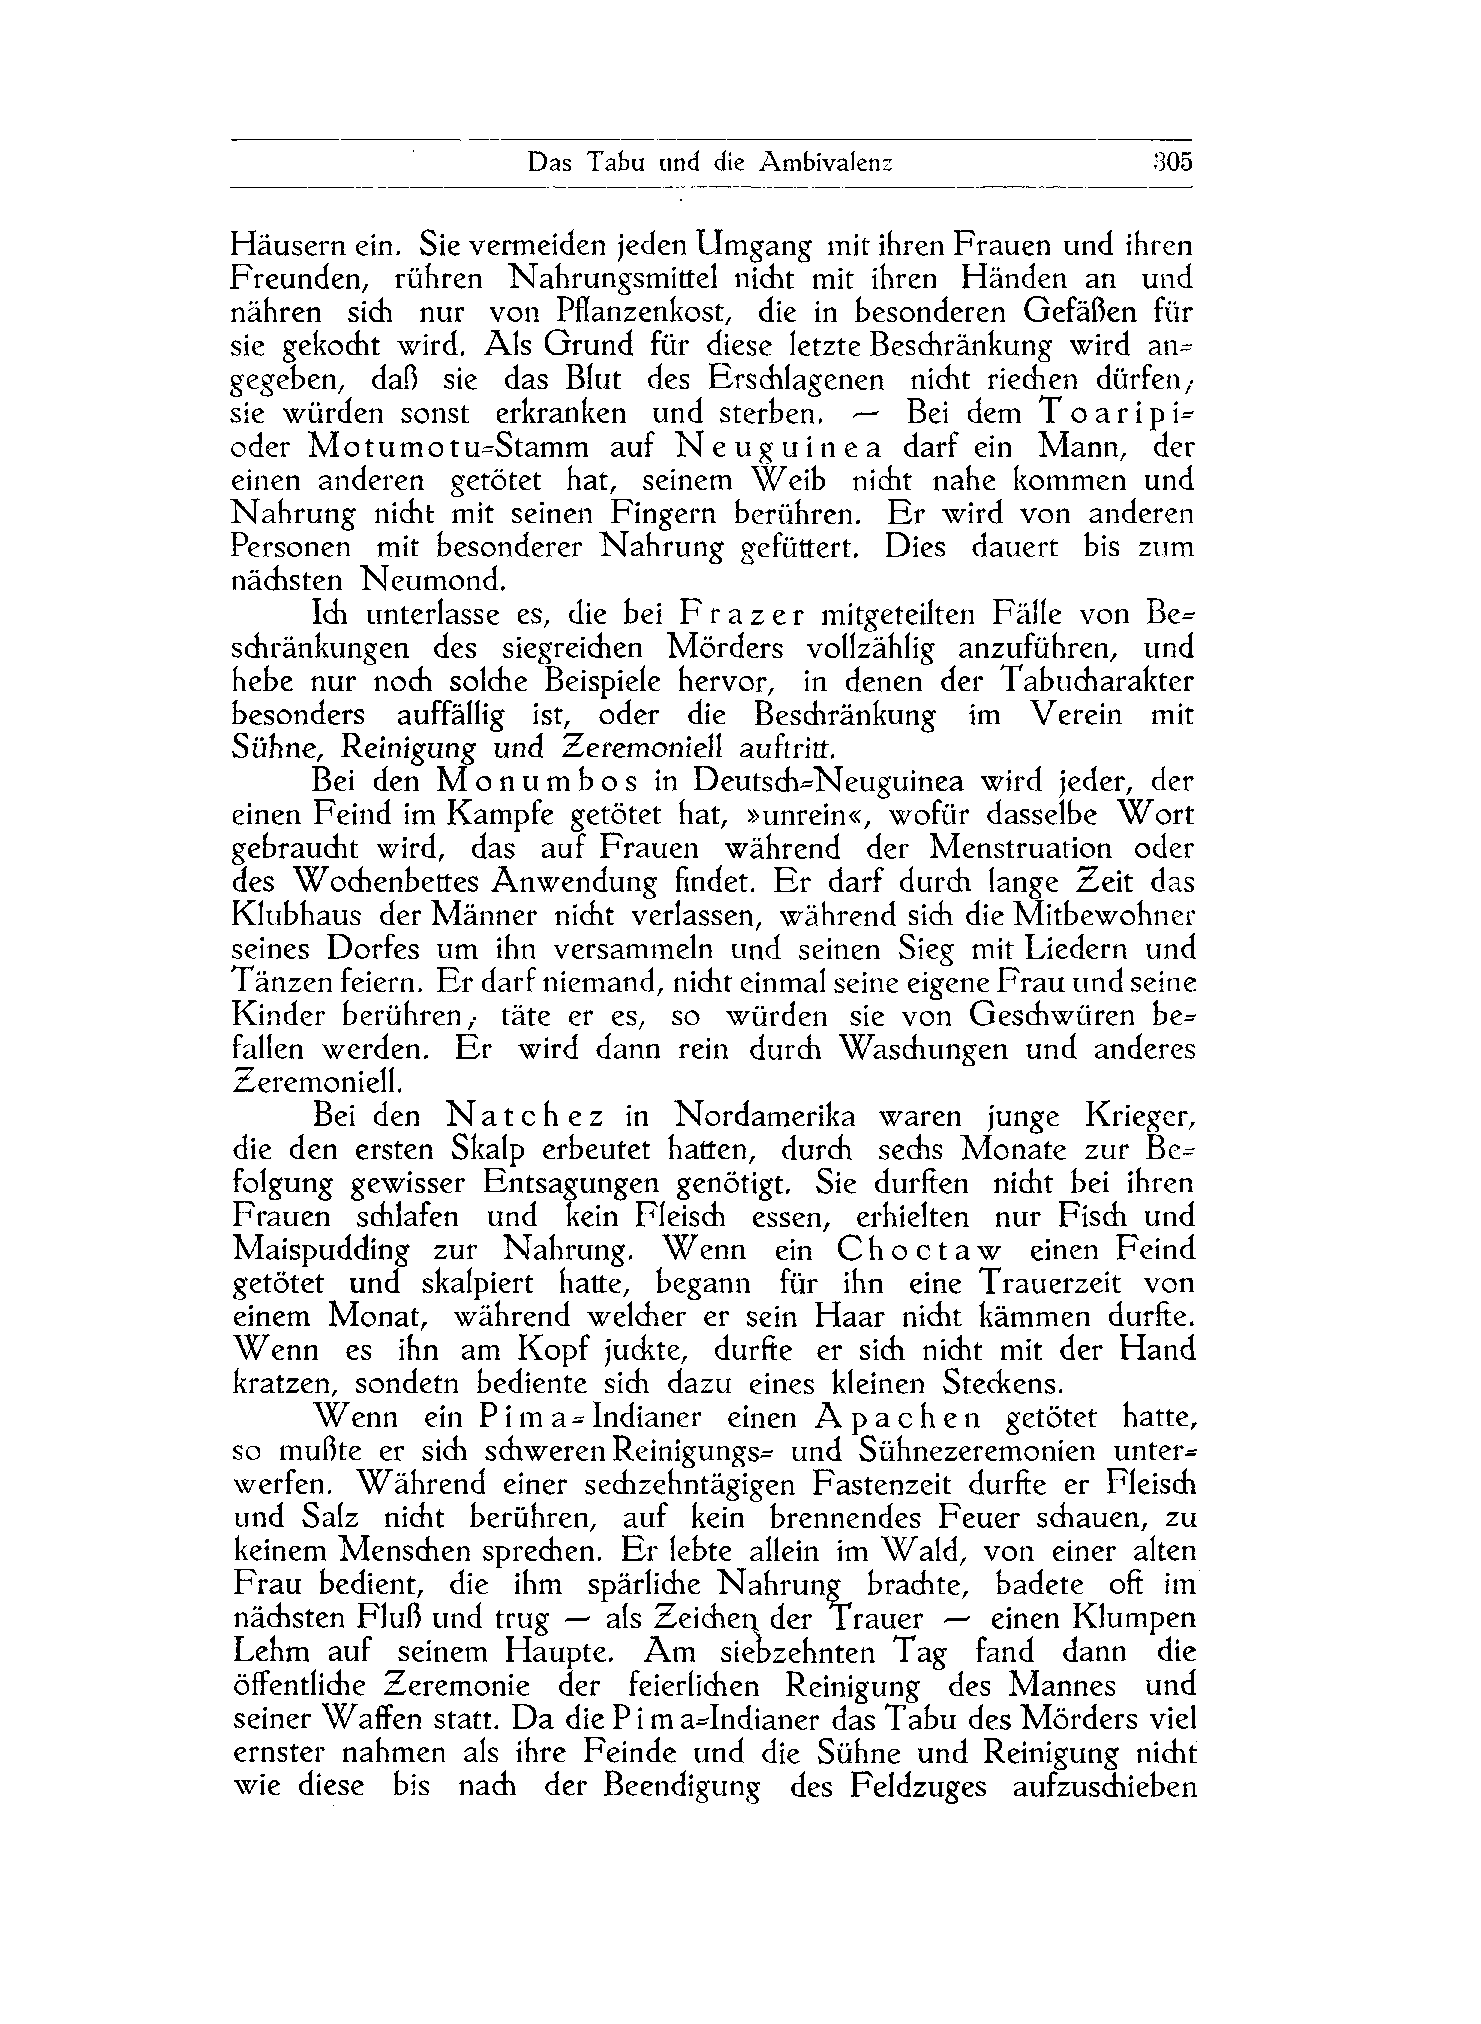 Das Tabu und die Ambivalenz 305
Häusern ein. Sie vermeiden jeden Umgang mit ihren Frauen und ihren
Freunden, rühren Nahrungsmittel nicht mit ihren Händen an und
nähren sich nur von Pflanzenkost, die in besonderen Gefäßen für
sie gekocht wird. Als Grund für diese letzte Beschränkung wird an-
gegeben, daß sie das Blut des Erschlagenen nicht riechen dürfen;
sie würden sonst erkranken und sterben. — Bei dem Toaripi-
oder Motumotu-Stamm auf Neuguinea darf ein Mann, der
einen anderen getötet hat, seinem Weib nicht nahe kommen und
Nahrung nicht mit seinen Fingern berühren. Er wird von anderen
Personen mit besonderer Nahrung gefüttert. Dies dauert bis zum
nächsten Neumond.
Ich unterlasse es, die bei Frazer mitgeteilten Fälle von Be-
schränkungen des siegreichen Mörders vollzählig anzuführen, und
hebe nur noch solche Beispiele hervor, in denen der Tabucharakter
besonders auffällig ist, oder die Beschränkung im Verein mit
Sühne, Reinigung und Zeremoniell auftritt.
Bei den Monumbos in Deutsch-Neuguinea wird jeder, der
einen Feind im Kampfe getötet hat, »unrein«, wofür dasselbe Wort
gebraucht wird, das auf Frauen während der Menstruation oder
des Wochenbettes Anwendung findet. Er darf durch lange Zeit das
Klubhaus der Männer nicht verlassen, während sich die Mitbewohner
seines Dorfes um ihn versammeln und seinen Sieg mit Liedern und
Tänzen feiern. Er darf niemand, nicht einmal seine eigene Frau und seine
Kinder berühren; täte er es, so würden sie von Geschwüren be-
fallen werden. Er wird dann rein durch Waschungen und anderes
Zeremoniell.
Bei den Natchez in Nordamerika waren junge Krieger,
die den ersten Skalp erbeutet hatten, durch sechs Monate zur Be-
folgung gewisser Entsagungen genötigt. Sie durften nicht bei ihren
Frauen schlafen und kein Fleisch essen, erhielten nur Fisch und
Maispudding zur Nahrung. Wenn ein Choctaw einen Feind
getötet und skalpiert hatte, begann für ihn eine Trauerzeit von
einem Monat, während welcher er sein Haar nicht kämmen durfte.
Wenn es ihn am Kopf juckte, durfte er sich nicht mit der Hand
kratzen, sondetn bediente sich dazu eines kleinen Steckens.
Wenn ein Pima-Indianer einen Apachen getötet hatte,
so mußte er sich schweren Reinigungs- und Sühnezeremonien unter-
werfen. Während einer sechzehntägigen Fastenzeit durfte er Fleisch
und Salz nicht berühren, auf kein brennendes Feuer schauen, zu
keinem Menschen sprechen. Er lebte allein im Wald, von einer alten
Frau bedient, die ihm spärliche Nahrung brachte, badete oft im
nächsten Fluß und trug — als Zeichen der Trauer — einen Klumpen
Lehm auf seinem Haupte. Am siebzehnten Tag fand dann die
öffentliche Zeremonie der feierlichen Reinigung des Mannes und
seiner Waffen statt. Da die Pima-Indianer das Tabu des Mörders viel
ernster nahmen als ihre Feinde und die Sühne und Reinigung nicht
wie diese bis nach der Beendigung des Feldzuges aufzuschieben